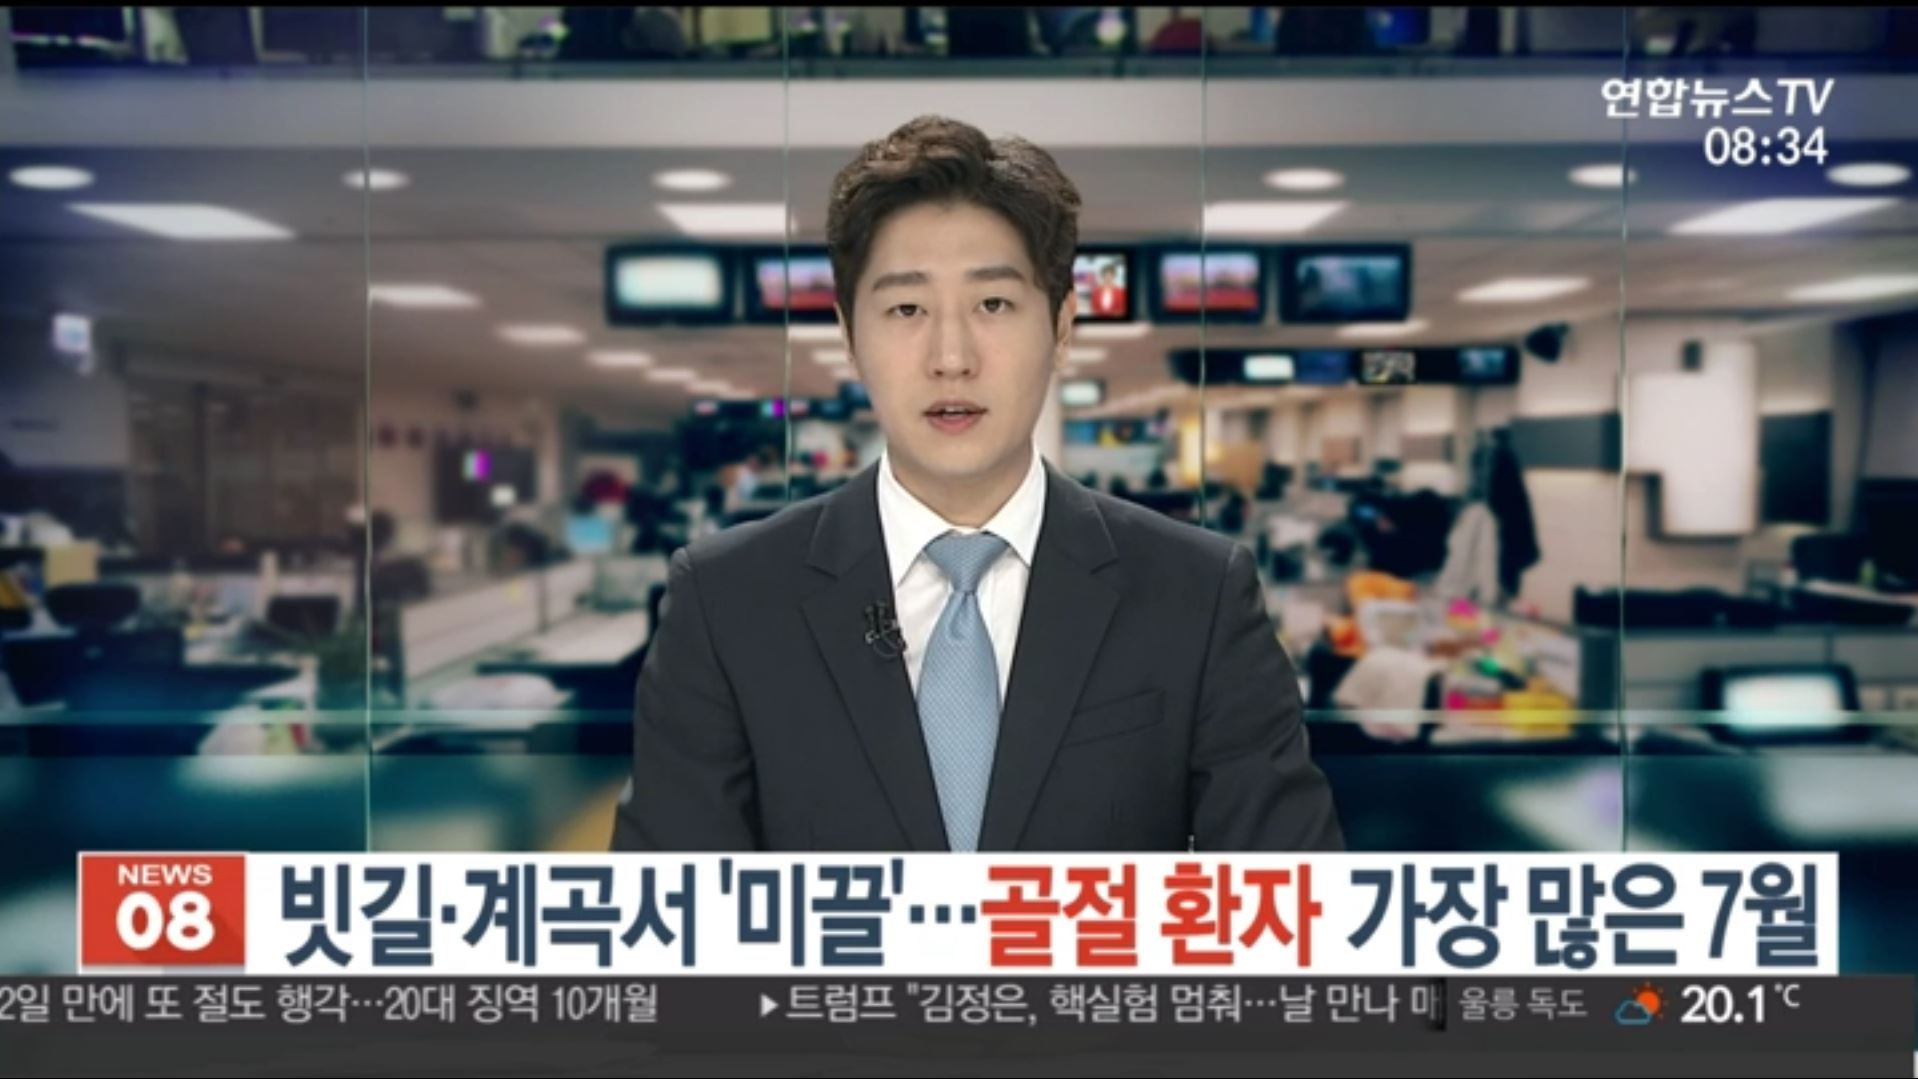 연합뉴스TV
08:34
NEWS
08
빗길·계곡서 '미끌'…골절 환자 가장 많은 7월
2일 만에 또 절도 행각…20대 징역 10개월 ▶트럼프 "김정은, 핵실험 멈춰…날 만나 울릉 독도 20.1℃